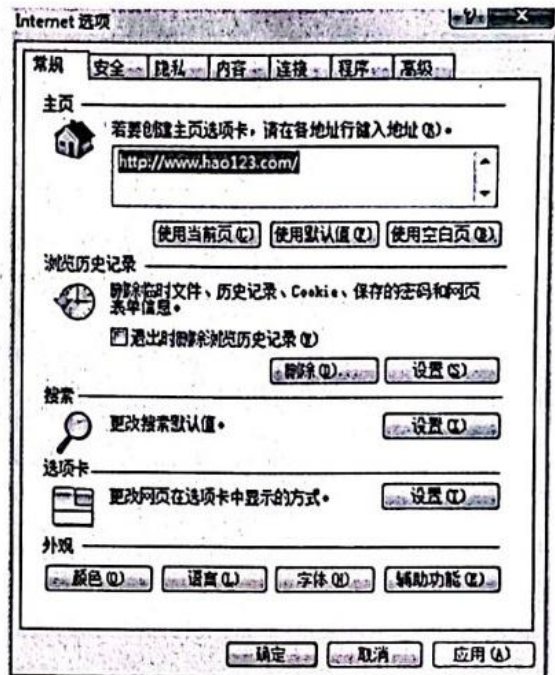 Internet 选项
常规 安全 隐私 内容 连接 程序 高级
主页
若要创建主页选项卡，请在各地址行键入地址(R)。
http://www.hao123.com/
使用当前页(C) 使用默认值(F) 使用空白页(B)
浏览历史记录
删除临时文件、历史记录、Cookie、保存的密码和网页
表单信息。
退出时删除浏览历史记录(W)
删除(D)... 设置(S)
搜索
更改搜索默认值。 设置(I)
选项卡
更改网页在选项卡中显示的方式。 设置(T)
外观
颜色(O) 语言(L) 字体(N) 辅助功能(E)
确定 取消 应用(A)